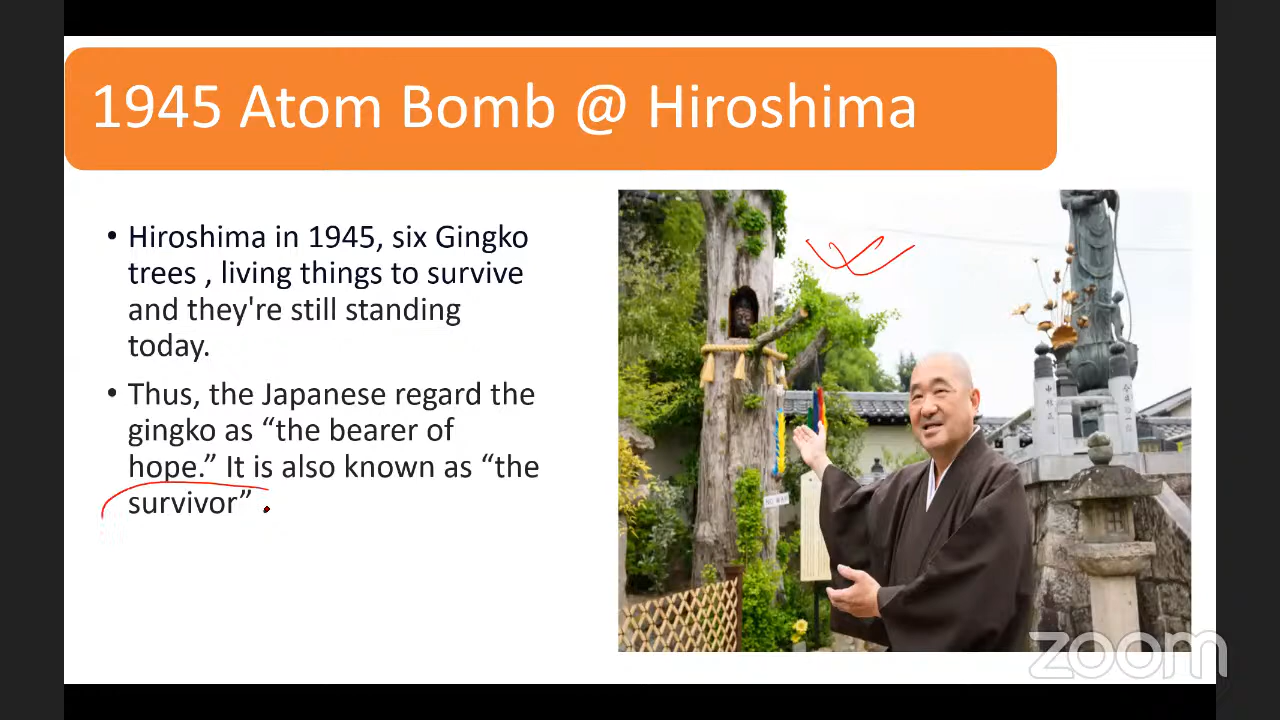 1945 Atom Bomb @ Hiroshima
• Hiroshima in 1945, six Gingko
trees , living things to survive
and they're still standing
today.
• Thus, the Japanese regard the
gingko as “the bearer of
hope.” It is also known as “the
survivor” .
zoom